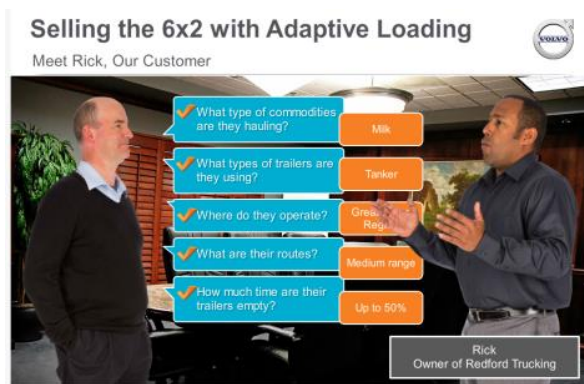 Selling the 6x2 with Adaptive Loading
VOLVO
Meet Rick, Our Customer
What type of commodities
are they hauling?
Milk
What types of trailers are
they using?
Tanker
Where do they operate?
What are their routes?
Medium range
How much time are their
trailers empty?
Up to 50%
Rick
Owner of Redford Trucking